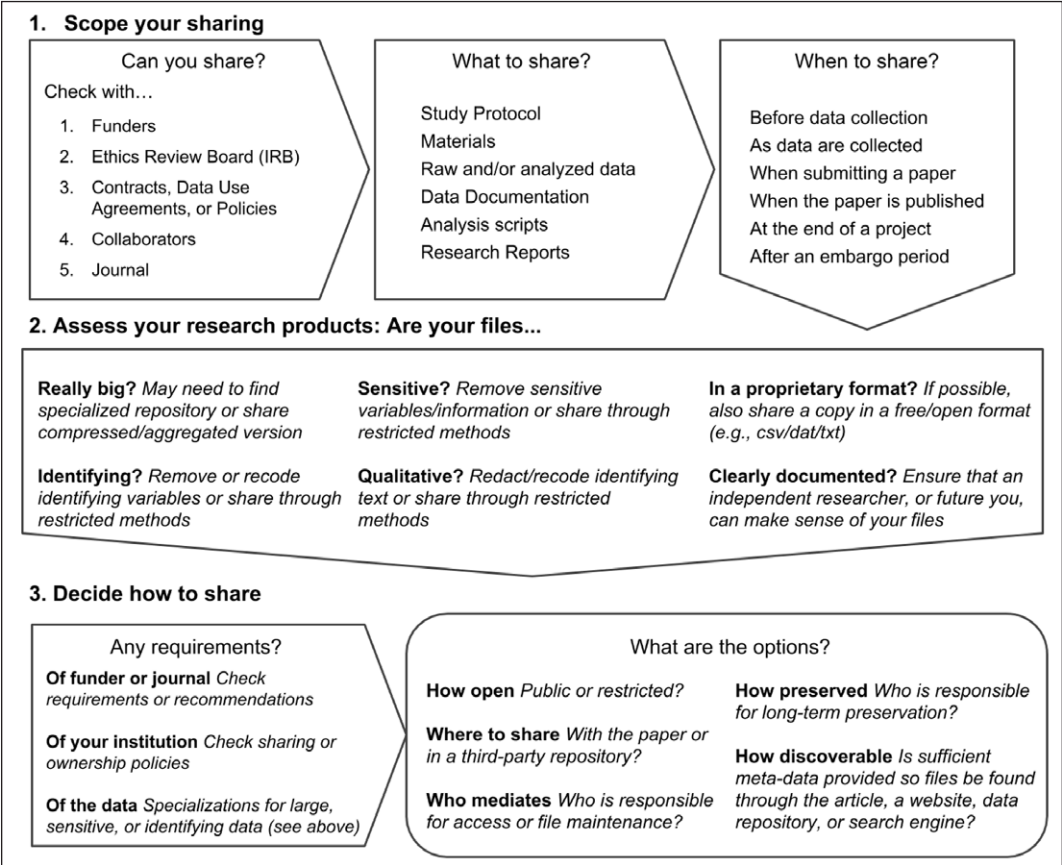 1. Scope your sharing
Can you share?
Check with…
1. Funders
2. Ethics Review Board (IRB)
3. Contracts, Data Use
Agreements, or Policies
4. Collaborators
5. Journal
What to share?
Study Protocol
Materials
Raw and/or analyzed data
Data Documentation
Analysis scripts
Research Reports
When to share?
Before data collection
As data are collected
When submitting a paper
When the paper is published
At the end of a project
After an embargo period
2. Assess your research products: Are your files...
Really big? May need to find
specialized repository or share
compressed/aggregated version
Sensitive? Remove sensitive
variables/information or share through
restricted methods
In a proprietary format? If possible,
also share a copy in a free/open format
(e.g., csv/dat/txt)
Identifying? Remove or recode
identifying variables or share through
restricted methods
Qualitative? Redact/recode identifying
text or share through restricted
methods
Clearly documented? Ensure that an
independent researcher, or future you,
can make sense of your files
3. Decide how to share
Any requirements?
Of funder or journal Check
requirements or recommendations
Of your institution Check sharing or
ownership policies
Of the data Specializations for large,
sensitive, or identifying data (see above)
What are the options?
How open Public or restricted?
Where to share With the paper or
in a third-party repository?
Who mediates Who is responsible
for access or file maintenance?
How preserved Who is responsible
for long-term preservation?
How discoverable Is sufficient
meta-data provided so files be found
through the article, a website, data
repository, or search engine?